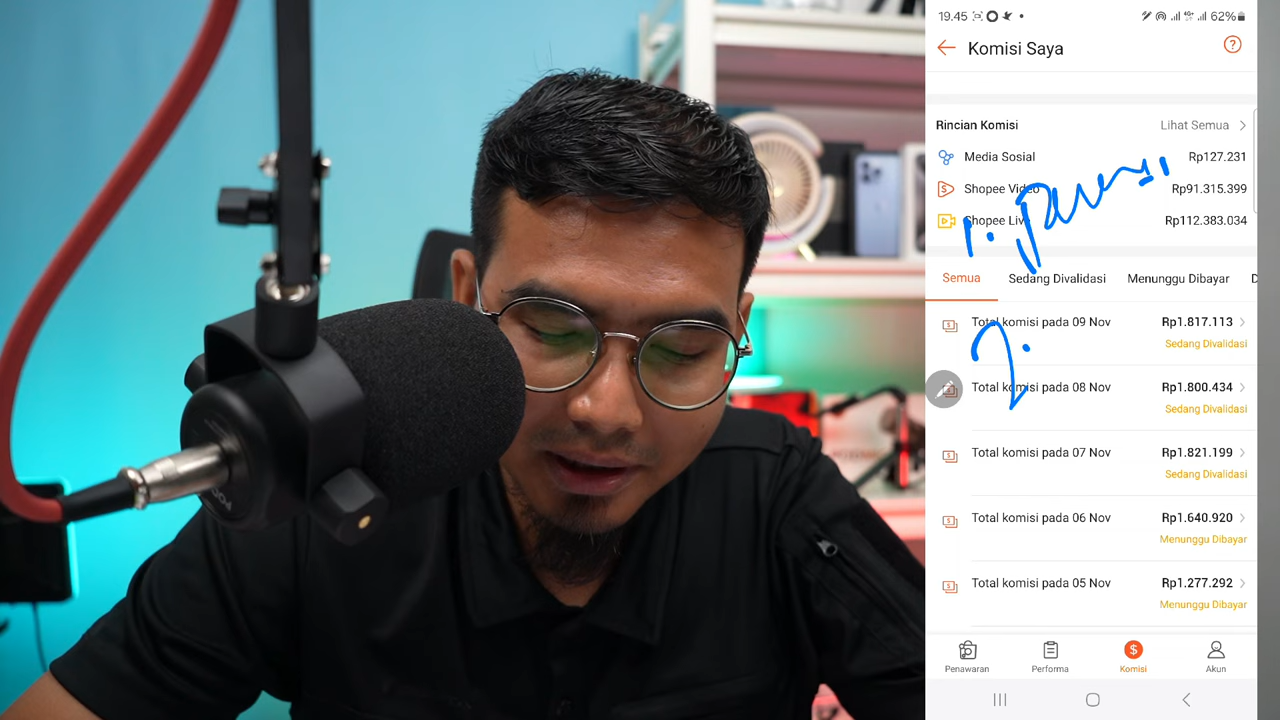 19.45
62%
Komisi Saya
Rincian Komisi
Lihat Semua
Media Sosial
Rp127.231
Shopee Video
Rp91.315.399
Shopee Live
Rp112.383.034
1.
Semua
Sedang Divalidasi
Menunggu Dibayar
D
Total komisi pada 09 Nov
Rp1.817.113
Sedang Divalidasi
2.
Total komisi pada 08 Nov
Rp1.800.434
Sedang Divalidasi
Total komisi pada 07 Nov
Rp1.821.199
Sedang Divalidasi
Total komisi pada 06 Nov
Rp1.640.920
Menunggu Dibayar
Total komisi pada 05 Nov
Rp1.277.292
Menunggu Dibayar
Penawaran
Performa
Komisi
Akun